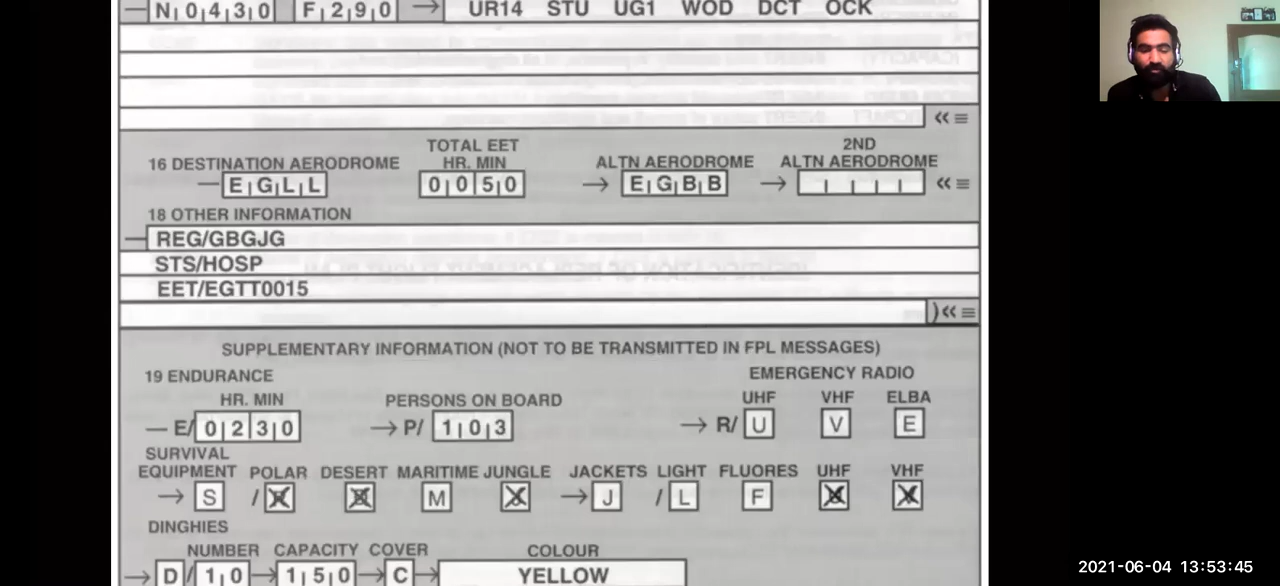 N0430 F290 → UR14 STU UG1 WOD DCT OCK
«≡
16 DESTINATION AERODROME TOTAL EET HR. MIN ALTN AERODROME 2ND ALTN AERODROME
EGLL 0050 → EGBB → «≡
18 OTHER INFORMATION
REG/GBGJG
STS/HOSP
EET/EGTT0015
)«≡
SUPPLEMENTARY INFORMATION (NOT TO BE TRANSMITTED IN FPL MESSAGES)
19 ENDURANCE EMERGENCY RADIO
HR. MIN PERSONS ON BOARD UHF VHF ELBA
— E/ 0230 → P/ 103 → R/ U V E
SURVIVAL
EQUIPMENT POLAR DESERT MARITIME JUNGLE JACKETS LIGHT FLUORES UHF VHF
→ S / P D M J → J / L F U V
DINGHIES
NUMBER CAPACITY COVER COLOUR
→ D / 10 → 150 → C → YELLOW
2021-06-04 13:53:45